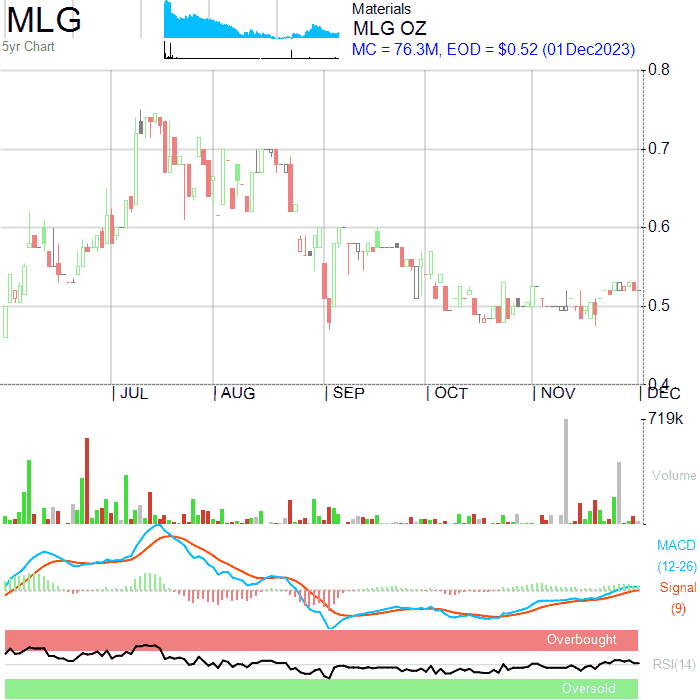 MLG
5yr Chart
Materials
MLG OZ
MC = 76.3M, EOD = $0.52 (01Dec2023)
0.8
0.7
0.6
0.5
0.4
JUL AUG SEP OCT NOV DEC
719k
Volume
MACD
(12-26)
Signal
(9)
Overbought
RSI(14)
Oversold